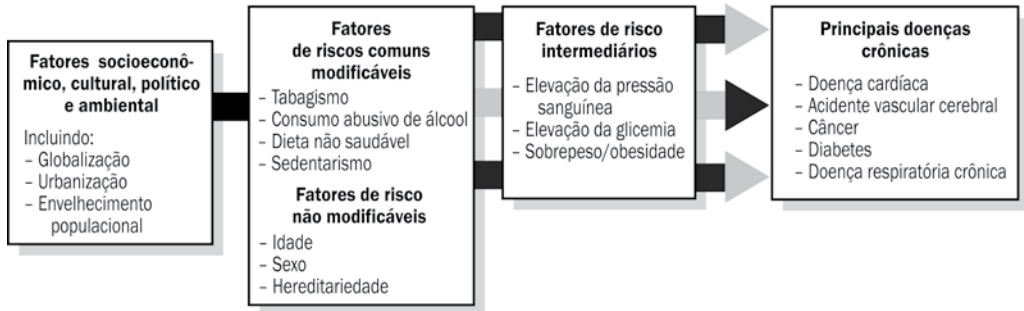 Fatores socioeconô-
mico, cultural, político
e ambiental
Incluindo:
– Globalização
– Urbanização
– Envelhecimento
populacional
Fatores
de riscos comuns
modificáveis
– Tabagismo
– Consumo abusivo de álcool
– Dieta não saudável
– Sedentarismo
Fatores de risco
não modificáveis
– Idade
– Sexo
– Hereditariedade
Fatores de risco
intermediários
– Elevação da pressão
sanguínea
– Elevação da glicemia
– Sobrepeso/obesidade
Principais doenças
crônicas
– Doença cardíaca
– Acidente vascular cerebral
– Câncer
– Diabetes
– Doença respiratória crônica